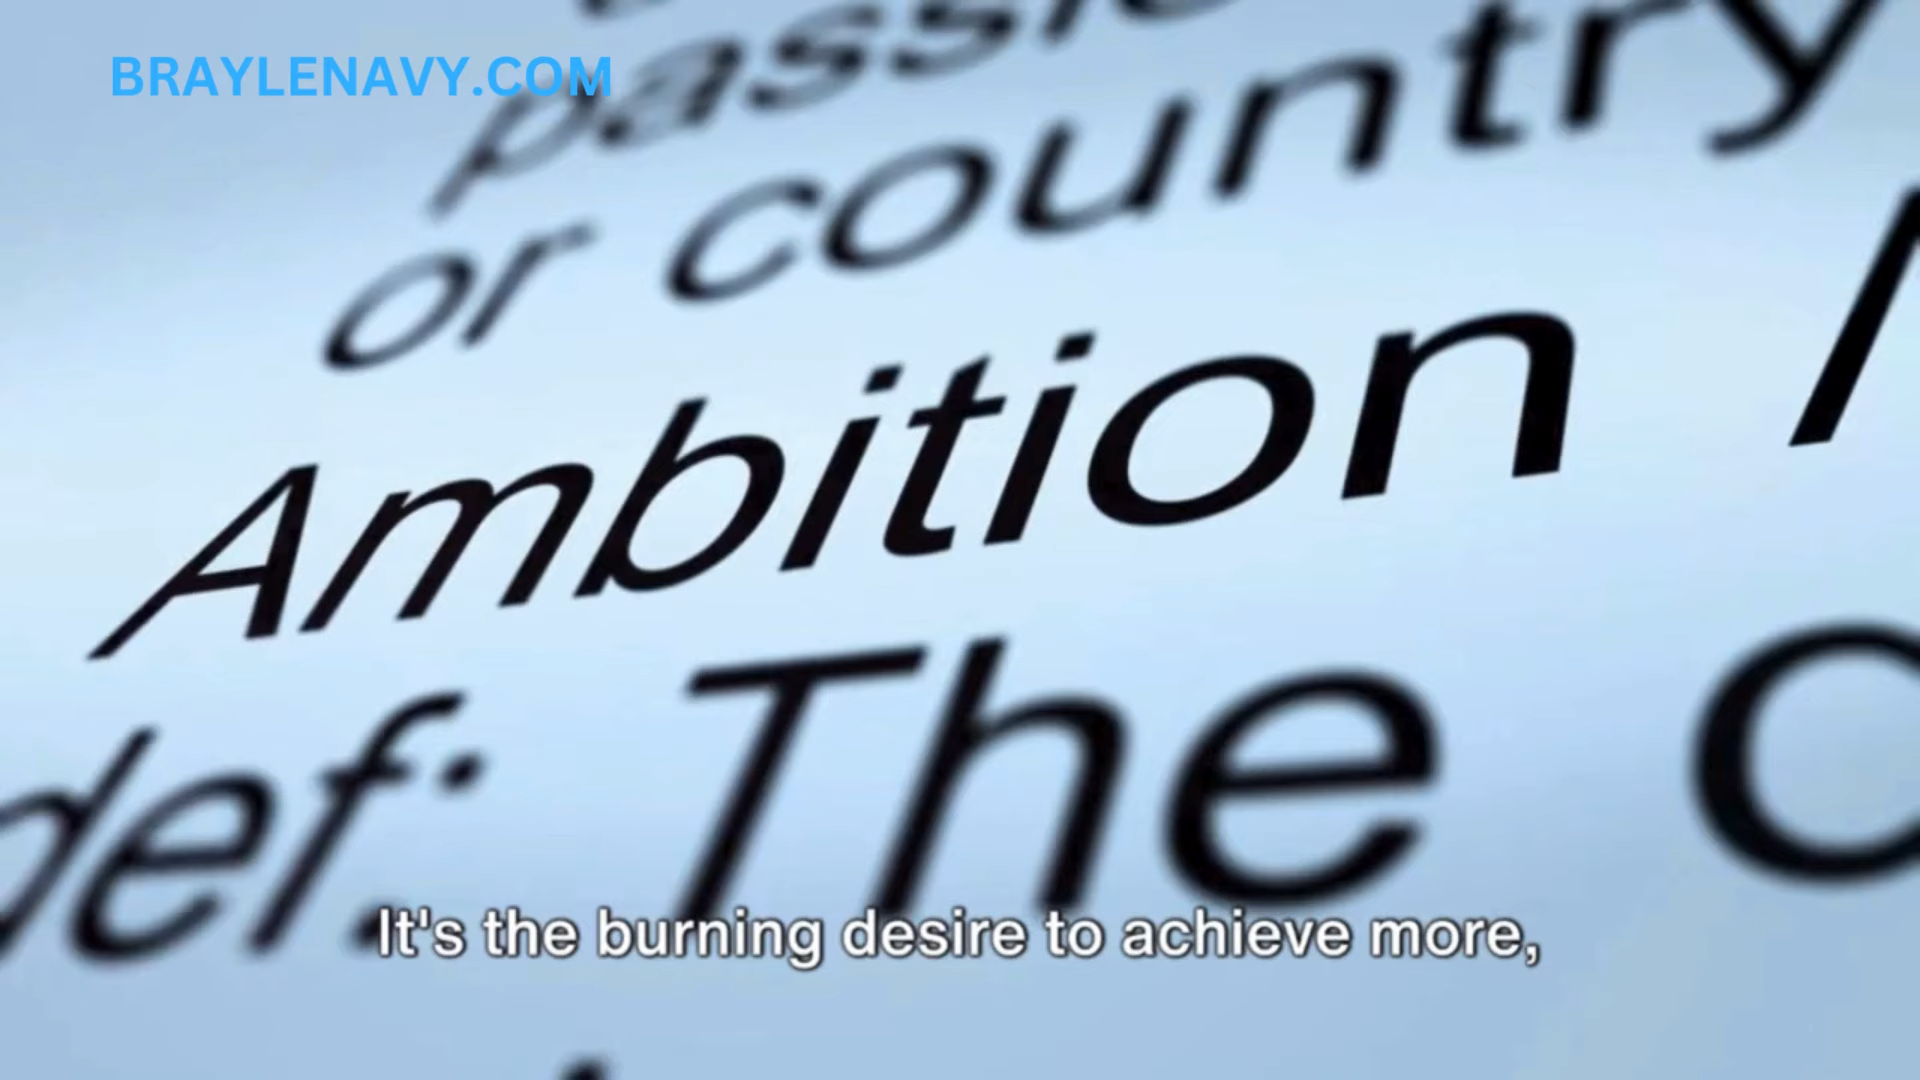 BRAYLENAVY.COM
or country
Ambition
def: The
It's the burning desire to achieve more,